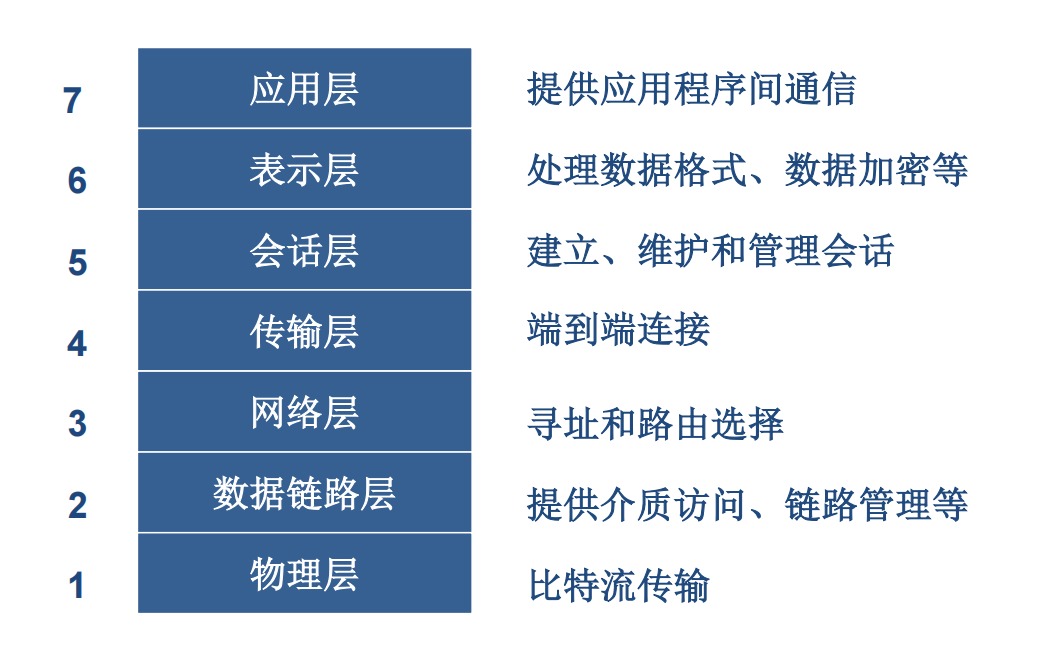 7 应用层 提供应用程序间通信
6 表示层 处理数据格式、数据加密等
5 会话层 建立、维护和管理会话
4 传输层 端到端连接
3 网络层 寻址和路由选择
2 数据链路层 提供介质访问、链路管理等
1 物理层 比特流传输